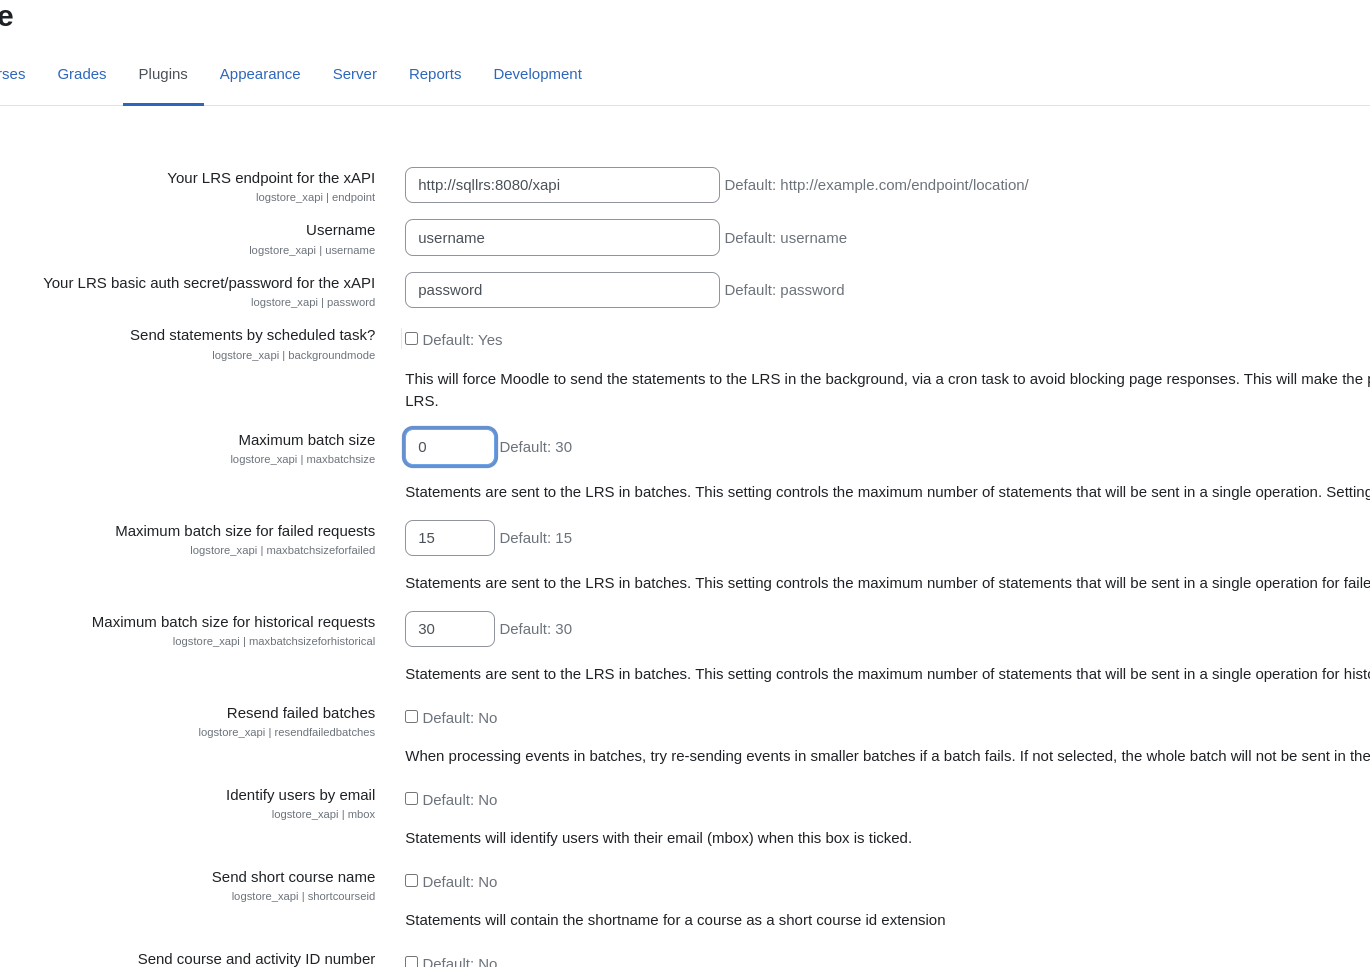 e
rses Grades Plugins Appearance Server Reports Development
Your LRS endpoint for the xAPI
logstore_xapi | endpoint
http://sqllrs:8080/xapi Default: http://example.com/endpoint/location/
Username
logstore_xapi | username
username Default: username
Your LRS basic auth secret/password for the xAPI
logstore_xapi | password
password Default: password
Send statements by scheduled task?
logstore_xapi | backgroundmode
Default: Yes
This will force Moodle to send the statements to the LRS in the background, via a cron task to avoid blocking page responses. This will make the
LRS.
Maximum batch size
logstore_xapi | maxbatchsize
0 Default: 30
Statements are sent to the LRS in batches. This setting controls the maximum number of statements that will be sent in a single operation. Setting
Maximum batch size for failed requests
logstore_xapi | maxbatchsizeforfailed
15 Default: 15
Statements are sent to the LRS in batches. This setting controls the maximum number of statements that will be sent in a single operation for faile
Maximum batch size for historical requests
logstore_xapi | maxbatchsizeforhistorical
30 Default: 30
Statements are sent to the LRS in batches. This setting controls the maximum number of statements that will be sent in a single operation for histo
Resend failed batches
logstore_xapi | resendfailedbatches
Default: No
When processing events in batches, try re-sending events in smaller batches if a batch fails. If not selected, the whole batch will not be sent in the
Identify users by email
logstore_xapi | mbox
Default: No
Statements will identify users with their email (mbox) when this box is ticked.
Send short course name
logstore_xapi | shortcourseid
Default: No
Statements will contain the shortname for a course as a short course id extension
Send course and activity ID number
Default: No